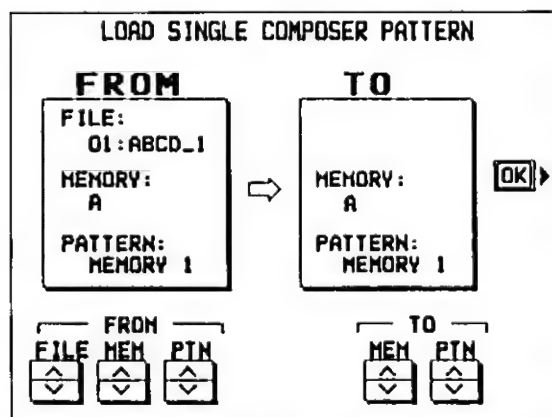 LOAD SINGLE COMPOSER PATTERN
FROM
TO
FILE:
01:ABCD_1
MEMORY:
A
PATTERN:
MEMORY 1
MEMORY:
A
PATTERN:
MEMORY 1
OK
FROM
FILE MEM PTN
TO
MEM PTN